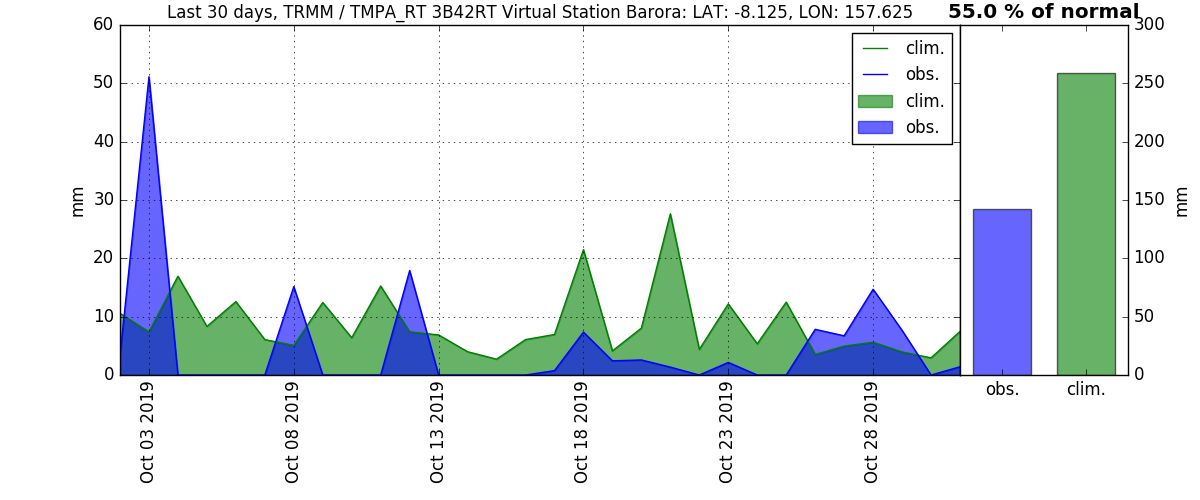 Last 30 days, TRMM / TMPA_RT 3B42RT Virtual Station Barora: LAT: -8.125, LON: 157.625
55.0 % of normal
60
50
40
30
20
10
0
mm
clim.
obs.
clim.
obs.
Oct 03 2019
Oct 08 2019
Oct 13 2019
Oct 18 2019
Oct 23 2019
Oct 28 2019
300
250
200
150
100
50
0
mm
obs.
clim.